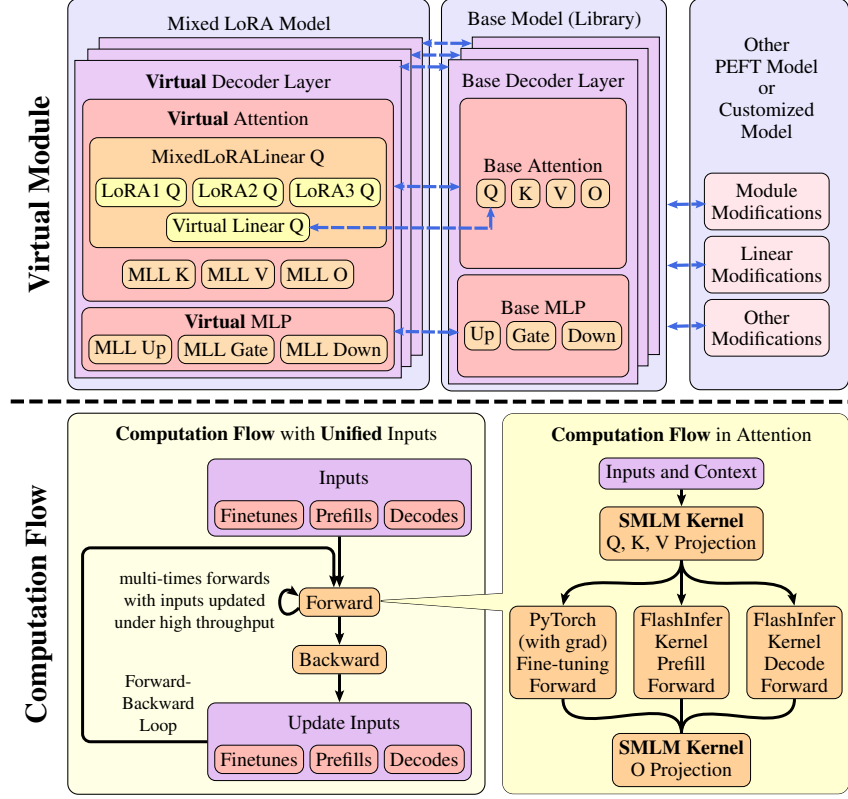 Virtual Module
Mixed LoRA Model
Virtual Decoder Layer
Virtual Attention
MixedLoRALinear Q
LoRA1 Q
LoRA2 Q
LoRA3 Q
Virtual Linear Q
MLL K
MLL V
MLL O
Virtual MLP
MLL Up
MLL Gate
MLL Down
Base Model (Library)
Base Decoder Layer
Base Attention
Q
K
V
O
Base MLP
Up
Gate
Down
Other
PEFT Model
or
Customized
Model
Module
Modifications
Linear
Modifications
Other
Modifications
Computation Flow
Computation Flow with Unified Inputs
Inputs
Finetunes
Prefills
Decodes
multi-times forwards
with inputs updated
under high throughput
Forward
Backward
Forward-
Backward
Loop
Update Inputs
Finetunes
Prefills
Decodes
Computation Flow in Attention
Inputs and Context
SMLM Kernel
Q, K, V Projection
PyTorch
(with grad)
Fine-tuning
Forward
FlashInfer
Kernel
Prefill
Forward
FlashInfer
Kernel
Decode
Forward
SMLM Kernel
O Projection